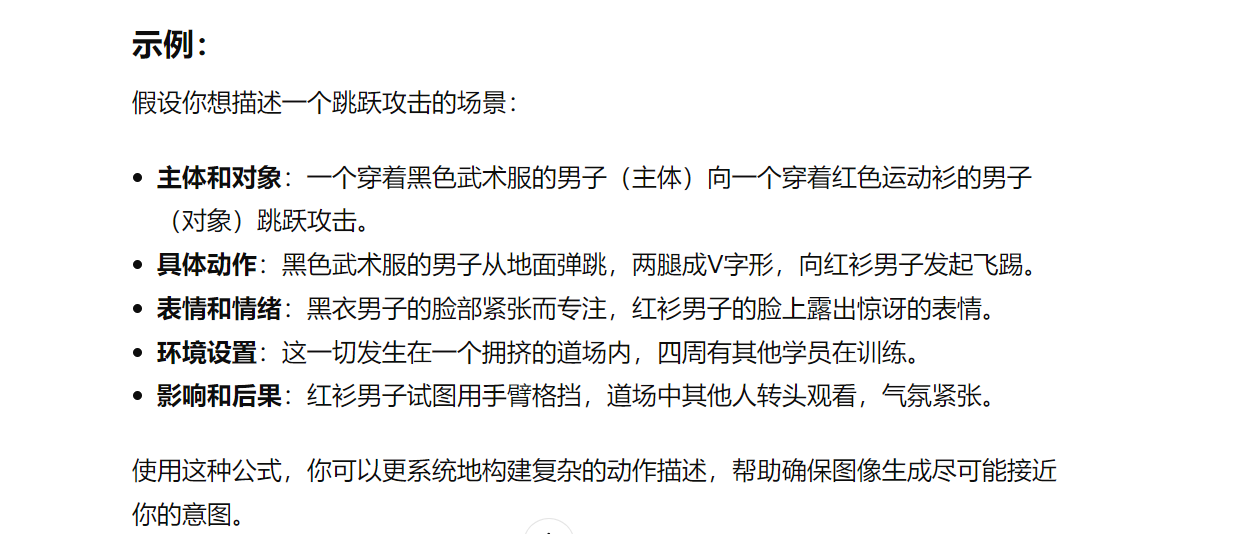 示例：
假设你想描述一个跳跃攻击的场景：
主体和对象：一个穿着黑色武术服的男子（主体）向一个穿着红色运动衫的男子
（对象）跳跃攻击。
具体动作：黑色武术服的男子从地面弹跳，两腿成V字形，向红衫男子发起飞踢。
表情和情绪：黑衣男子的脸部紧张而专注，红衫男子的脸上露出惊讶的表情。
环境设置：这一切发生在一个拥挤的道场内，四周有其他学员在训练。
影响和后果：红衫男子试图用手臂格挡，道场中其他人转头观看，气氛紧张。
使用这种公式，你可以更系统地构建复杂的动作描述，帮助确保图像生成尽可能接近
你的意图。